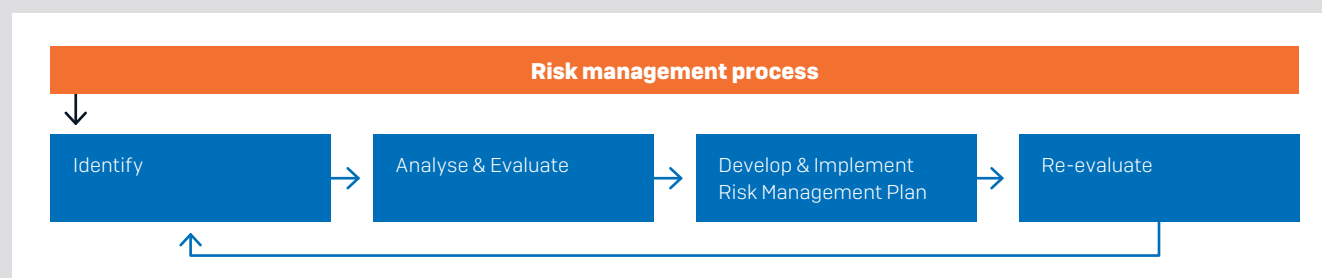 Risk management process
Identify
Analyse & Evaluate
Develop & Implement
Risk Management Plan
Re-evaluate